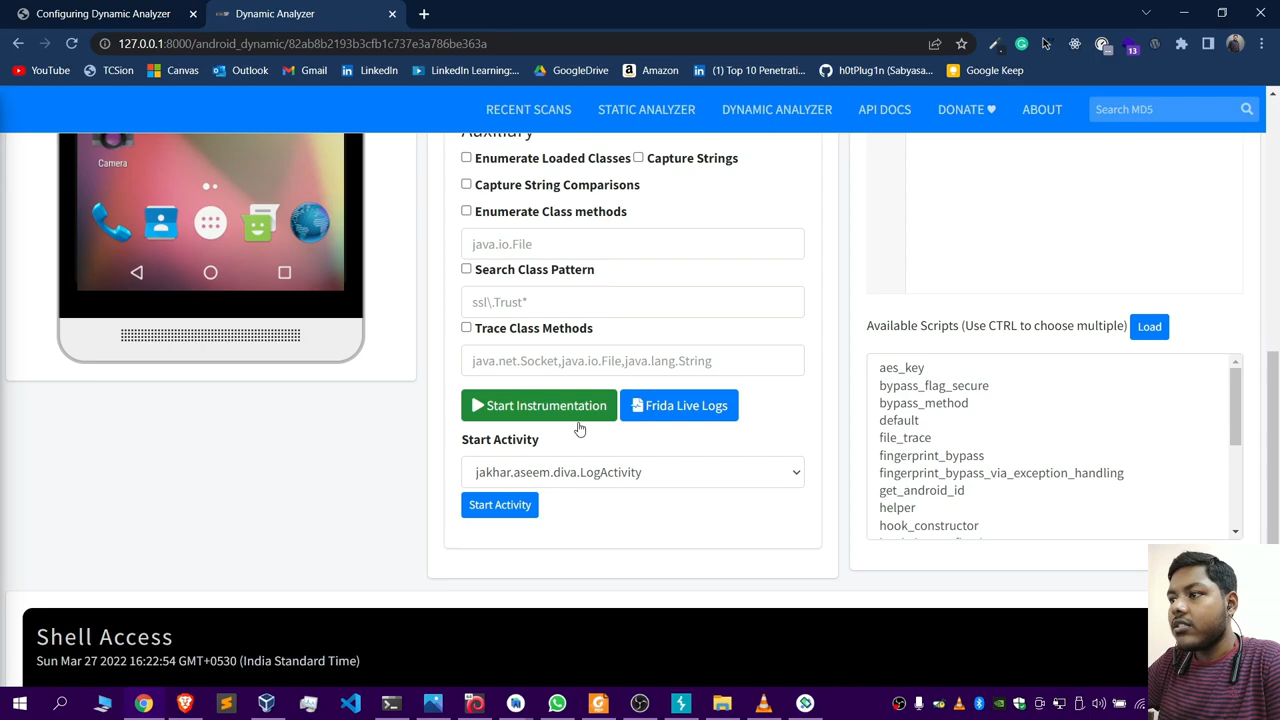 Configuring Dynamic Analyzer
Dynamic Analyzer
127.0.0.1:8000/android_dynamic/82ab8b2193b3cfb1c737e3a786be363a
13
YouTube
TCSion
Canvas
Outlook
Gmail
LinkedIn
LinkedIn Learning:...
GoogleDrive
Amazon
(1) Top 10 Penetrati...
h0tPlug1n (Sabyasa...
Google Keep
RECENT SCANS
STATIC ANALYZER
DYNAMIC ANALYZER
API DOCS
DONATE ♥
ABOUT
Search MD5
Camera
Auxiliary
Enumerate Loaded Classes
Capture Strings
Capture String Comparisons
Enumerate Class methods
java.io.File
Search Class Pattern
ssl\.Trust*
Trace Class Methods
java.net.Socket,java.io.File,java.lang.String
Start Instrumentation
Frida Live Logs
Start Activity
jakhar.aseem.diva.LogActivity
Start Activity
Available Scripts (Use CTRL to choose multiple)
Load
aes_key
bypass_flag_secure
bypass_method
default
file_trace
fingerprint_bypass
fingerprint_bypass_via_exception_handling
get_android_id
helper
hook_constructor
Shell Access
Sun Mar 27 2022 16:22:54 GMT+0530 (India Standard Time)